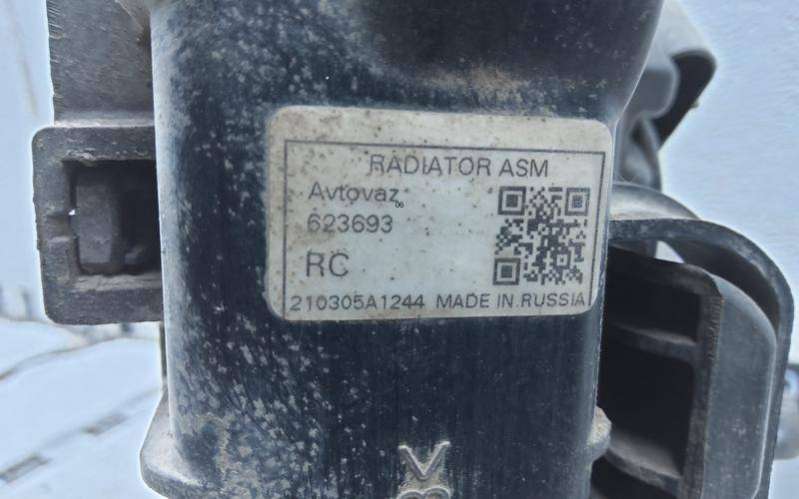 RADIATOR ASM
Avtovaz
623693
RC
210305A1244 MADE IN RUSSIA